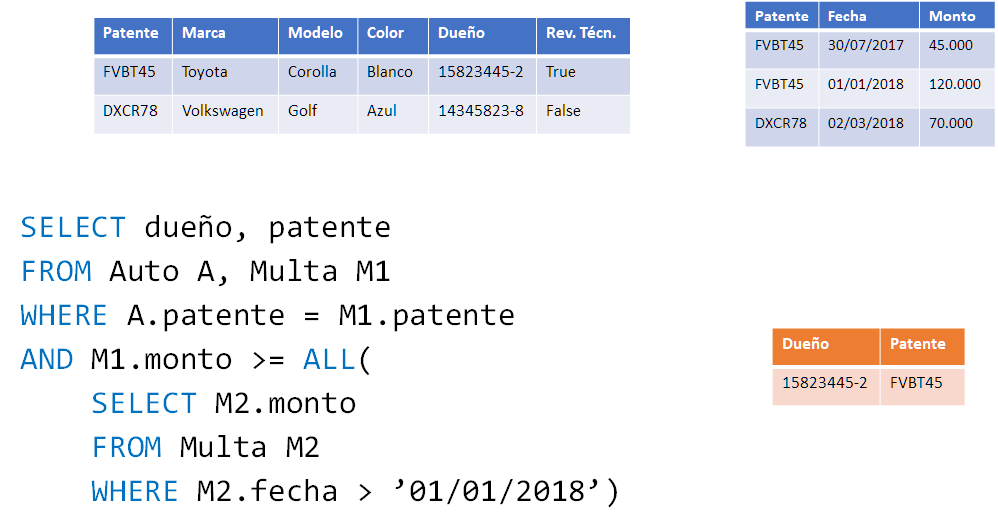 Patente Marca Modelo Color Dueño Rev. Técn.
FVBT45 Toyota Corolla Blanco 15823445-2 True
DXCR78 Volkswagen Golf Azul 14345823-8 False
Patente Fecha Monto
FVBT45 30/07/2017 45.000
FVBT45 01/01/2018 120.000
DXCR78 02/03/2018 70.000
SELECT dueño, patente
FROM Auto A, Multa M1
WHERE A.patente = M1.patente
AND M1.monto >= ALL(
SELECT M2.monto
FROM Multa M2
WHERE M2.fecha > ’01/01/2018’)
Dueño Patente
15823445-2 FVBT45